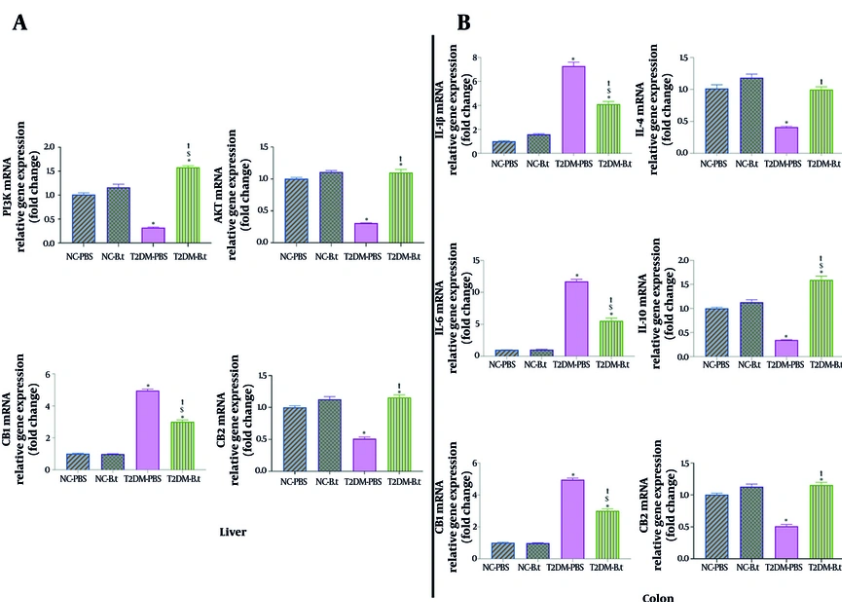 A
PI3K mRNA
relative gene expression
(fold change)
2.0
1.5
1.0
0.5
0.0
*
t
$
*
NC-PBS NC-B.t T2DM-PBS T2DM-B.t
AKT mRNA
relative gene expression
(fold change)
1.5
1.0
0.5
0.0
*
t
*
NC-PBS NC-B.t T2DM-PBS T2DM-B.t
CB1 mRNA
relative gene expression
(fold change)
6
4
2
0
*
t
$
*
NC-PBS NC-B.t T2DM-PBS T2DM-B.t
CB2 mRNA
relative gene expression
(fold change)
1.5
1.0
0.5
0.0
*
t
*
NC-PBS NC-B.t T2DM-PBS T2DM-B.t
Liver
B
IL-1β mRNA
relative gene expression
(fold change)
8
6
4
2
0
*
t
$
*
NC-PBS NC-B.t T2DM-PBS T2DM-B.t
IL-4 mRNA
relative gene expression
(fold change)
1.5
1.0
0.5
0.0
*
t
NC-PBS NC-B.t T2DM-PBS T2DM-B.t
IL-6 mRNA
relative gene expression
(fold change)
15
10
5
0
*
t
$
*
NC-PBS NC-B.t T2DM-PBS T2DM-B.t
IL-10 mRNA
relative gene expression
(fold change)
2.0
1.5
1.0
0.5
0.0
*
t
$
*
NC-PBS NC-B.t T2DM-PBS T2DM-B.t
CB1 mRNA
relative gene expression
(fold change)
6
4
2
0
*
t
$
*
NC-PBS NC-B.t T2DM-PBS T2DM-B.t
CB2 mRNA
relative gene expression
(fold change)
1.5
1.0
0.5
0.0
*
t
*
NC-PBS NC-B.t T2DM-PBS T2DM-B.t
Colon